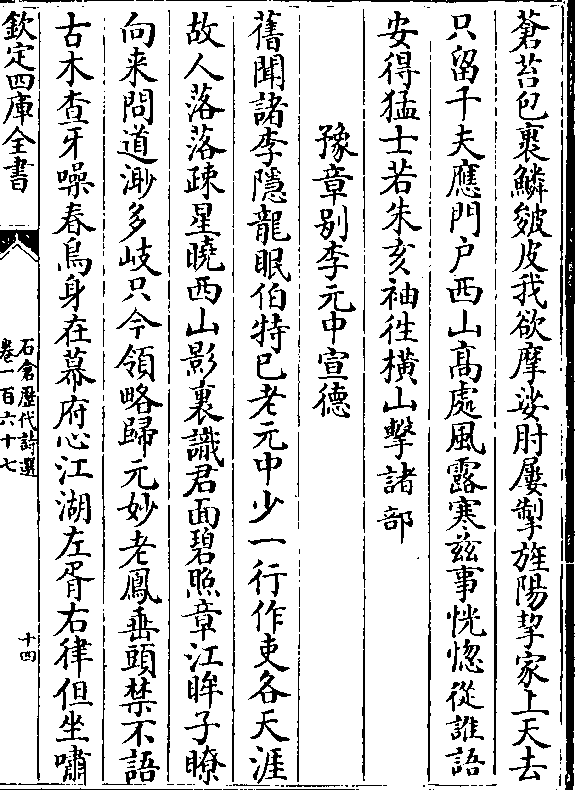 蒼苔包裹鱗皴皮我欲摩娑肘屢掣旌陽挈家上天去
只留千夫應門户西山髙處風露寒兹事恍惚從誰語
安得猛士若朱亥袖徃横山擊諸部
豫章别李元中宣德
舊聞諸李隱龍眠伯特已老元中少一行作吏各天涯
故人落落疎星曉西山影裏識君面碧照章江眸子瞭
向来問道渺多岐只今領略歸元妙老鳳垂頭禁不語
古木查牙噪春鳥身在幕府心江湖左胥右律但坐嘯
欽定四庫全書
石倉歴代詩選
卷一百六十七
十四